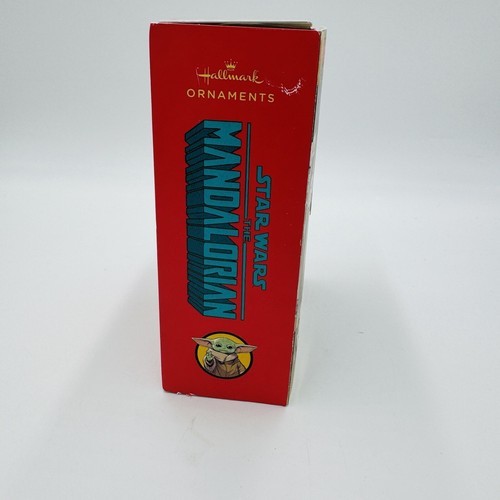 Hallmark
ORNAMENTS
STAR WARS
THE
MANDALORIAN